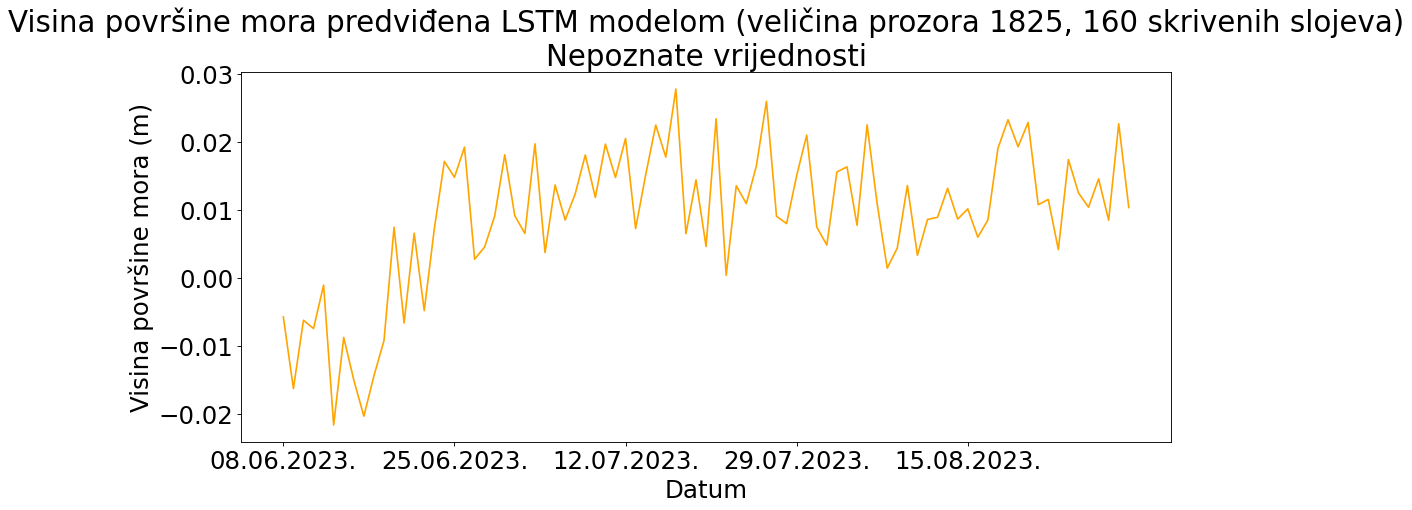 Visina površine mora predviđena LSTM modelom (veličina prozora 1825, 160 skrivenih slojeva)
Nepoznate vrijednosti
Visina površine mora (m)
0.03
0.02
0.01
0.00
−0.01
−0.02
08.06.2023. 25.06.2023. 12.07.2023. 29.07.2023. 15.08.2023.
Datum